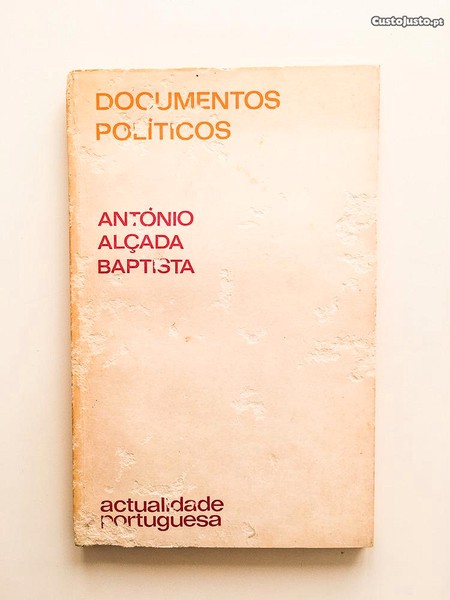 CustoJusto.pt
DOCUMENTOS
POLÍTICOS
ANTÓNIO
ALÇADA
BAPTISTA
actualidade
portuguesa